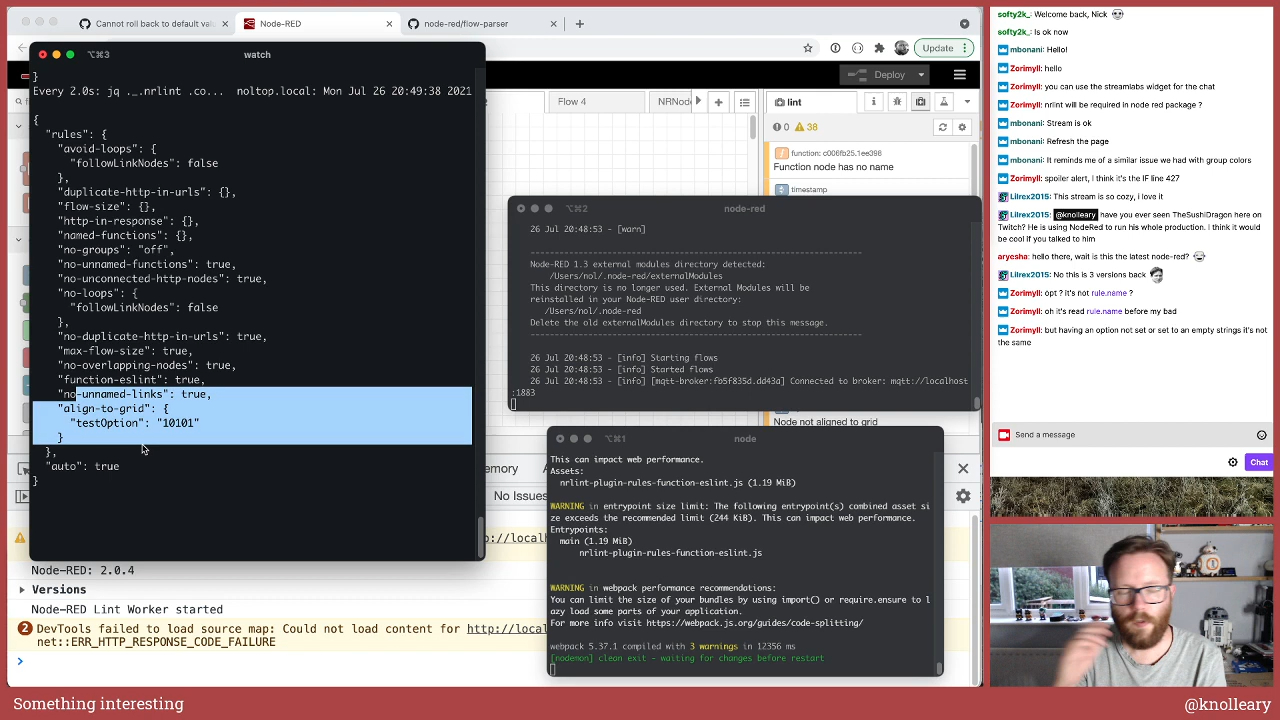 Cannot roll back to default valu
Node-RED
node-red/flow-parser
Update
⌥⌘3
watch
}
Every 2.0s: jq ._.nrlint .co...  noltop.local: Mon Jul 26 20:49:38 2021
{
"rules": {
"avoid-loops": {
"followLinkNodes": false
},
"duplicate-http-in-urls": {},
"flow-size": {},
"http-in-response": {},
"named-functions": {},
"no-groups": "off",
"no-unnamed-functions": true,
"no-unconnected-http-nodes": true,
"no-loops": {
"followLinkNodes": false
},
"no-duplicate-http-in-urls": true,
"max-flow-size": true,
"no-overlapping-nodes": true,
"function-eslint": true,
"no-unnamed-links": true,
"align-to-grid": {
"testOption": "10101"
}
},
"auto": true
}
Deploy
Flow 4
NRNode
lint
0
38
function: c006fb25.1ee398
Function node has no name
timestamp
⌥⌘2
node-red
26 Jul 20:48:53 - [warn]
Node-RED 1.3 external modules directory detected:
/Users/nol/.node-red/externalModules
This directory is no longer used. External Modules will be
reinstalled in your Node-RED user directory:
/Users/nol/.node-red
Delete the old externalModules directory to stop this message.
26 Jul 20:48:53 - [info] Starting flows
26 Jul 20:48:53 - [info] Started flows
26 Jul 20:48:53 - [info] [mqtt-broker:fb5f835d.dd43a] Connected to broker: mqtt://localhost
:1883
Node not aligned to grid
⌥⌘1
node
This can impact web performance.
Assets:
nrlint-plugin-rules-function-eslint.js (1.19 MiB)
WARNING in entrypoint size limit: The following entrypoint(s) combined asset si
ze exceeds the recommended limit (244 KiB). This can impact web performance.
Entrypoints:
main (1.19 MiB)
nrlint-plugin-rules-function-eslint.js
WARNING in webpack performance recommendations:
You can limit the size of your bundles by using import() or require.ensure to l
azy load some parts of your application.
For more info visit https://webpack.js.org/guides/code-splitting/
webpack 5.37.1 compiled with 3 warnings in 12356 ms
[nodemon] clean exit - waiting for changes before restart
emory
No Issues
p://localh
Node-RED: 2.0.4
Versions
Node-RED Lint Worker started
2
DevTools failed to load source map: Could not load content for http://loca
net::ERR_HTTP_RESPONSE_CODE_FAILURE
softy2k_: Welcome back, Nick
softy2k_: Is ok now
mbonani: Hello!
Zorimyll: hello
Zorimyll: you can use the streamlabs widget for the chat
Zorimyll: nrlint will be required in node red package ?
mbonani: Stream is ok
mbonani: Refresh the page
mbonani: It reminds me of a similar issue we had with group colors
Zorimyll: spoiler alert, I think it's the IF line 427
Lilrex2015: This stream is so cozy, i love it
Lilrex2015: @knolleary have you ever seen TheSushiDragon here on
Twitch? He is using NodeRed to run his whole production. I think it would
be cool if you talked to him
aryesha: hello there, wait is this the latest node-red?
Lilrex2015: No this is 3 versions back
Zorimyll: opt ? it's not rule.name ?
Zorimyll: oh it's read rule.name before my bad
Zorimyll: but having an option not set or set to an empty strings it's not
the same
Send a message
Chat
Something interesting
@knolleary